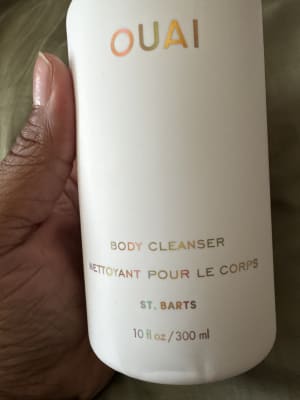 OUAI
BODY CLEANSER
NETTOYANT POUR LE CORPS
ST. BARTS
10 fl oz / 300 ml